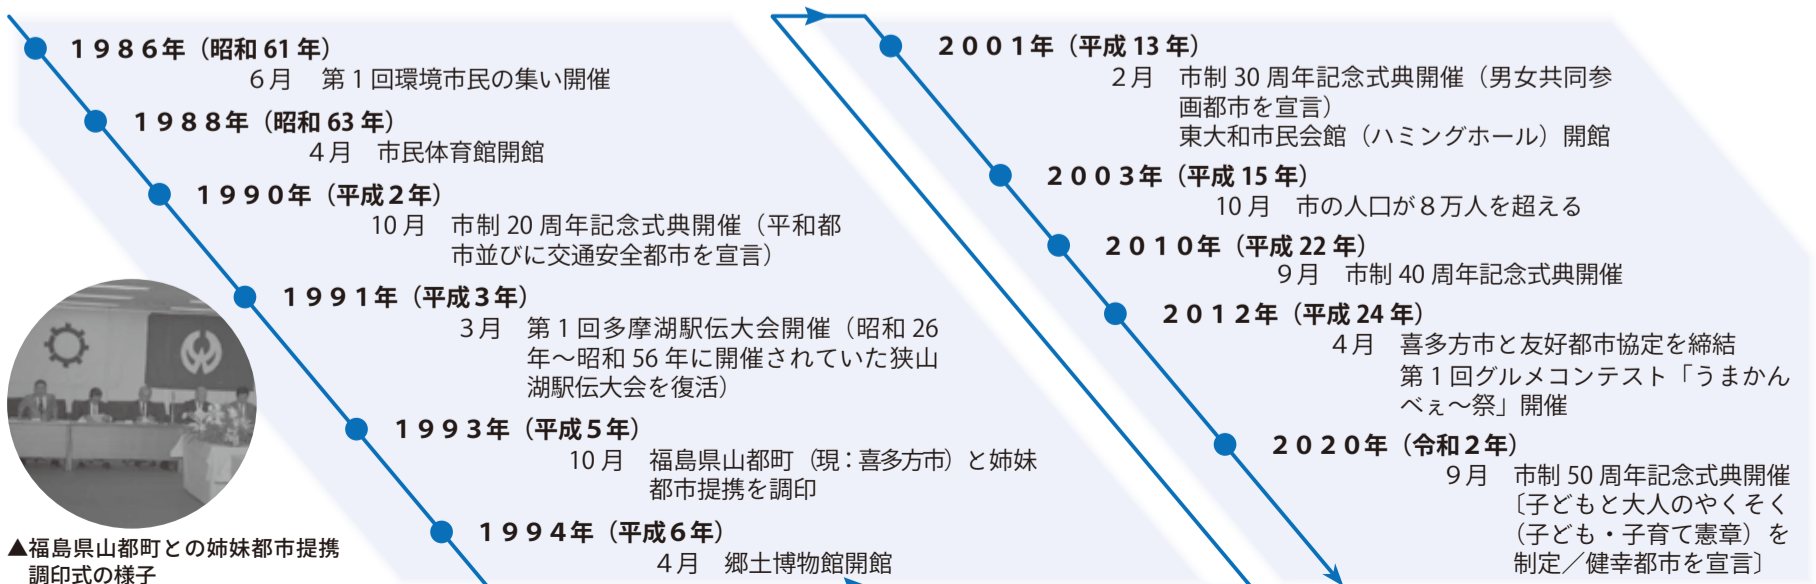 1986年（昭和 61 年）
6月　第1回環境市民の集い開催
1988年（昭和 63 年）
4月　市民体育館開館
1990年（平成2年）
10 月　市制 20 周年記念式典開催（平和都
市並びに交通安全都市を宣言）
1991年（平成3年）
3月　第1回多摩湖駅伝大会開催（昭和 26
年～昭和 56 年に開催されていた狭山
湖駅伝大会を復活）
1993年（平成5年）
10 月　福島県山都町（現：喜多方市）と姉妹
都市提携を調印
1994年（平成6年）
4月　郷土博物館開館
▲福島県山都町との姉妹都市提携
調印式の様子
2001年（平成 13 年）
2月　市制 30 周年記念式典開催（男女共同参
画都市を宣言）
東大和市民会館（ハミングホール）開館
2003年（平成 15 年）
10 月　市の人口が8万人を超える
2010年（平成 22 年）
9月　市制 40 周年記念式典開催
2012年（平成 24 年）
4月　喜多方市と友好都市協定を締結
第1回グルメコンテスト「うまかん
べぇ～祭」開催
2020年（令和2年）
9月　市制 50 周年記念式典開催
〔子どもと大人のやくそく
（子ども・子育て憲章）を
制定／健幸都市を宣言〕